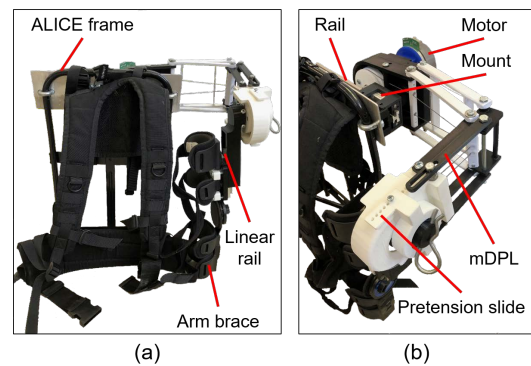 ALICE frame
Linear
rail
Arm brace
(a)
Rail
Motor
Mount
mDPL
Pretension slide
(b)